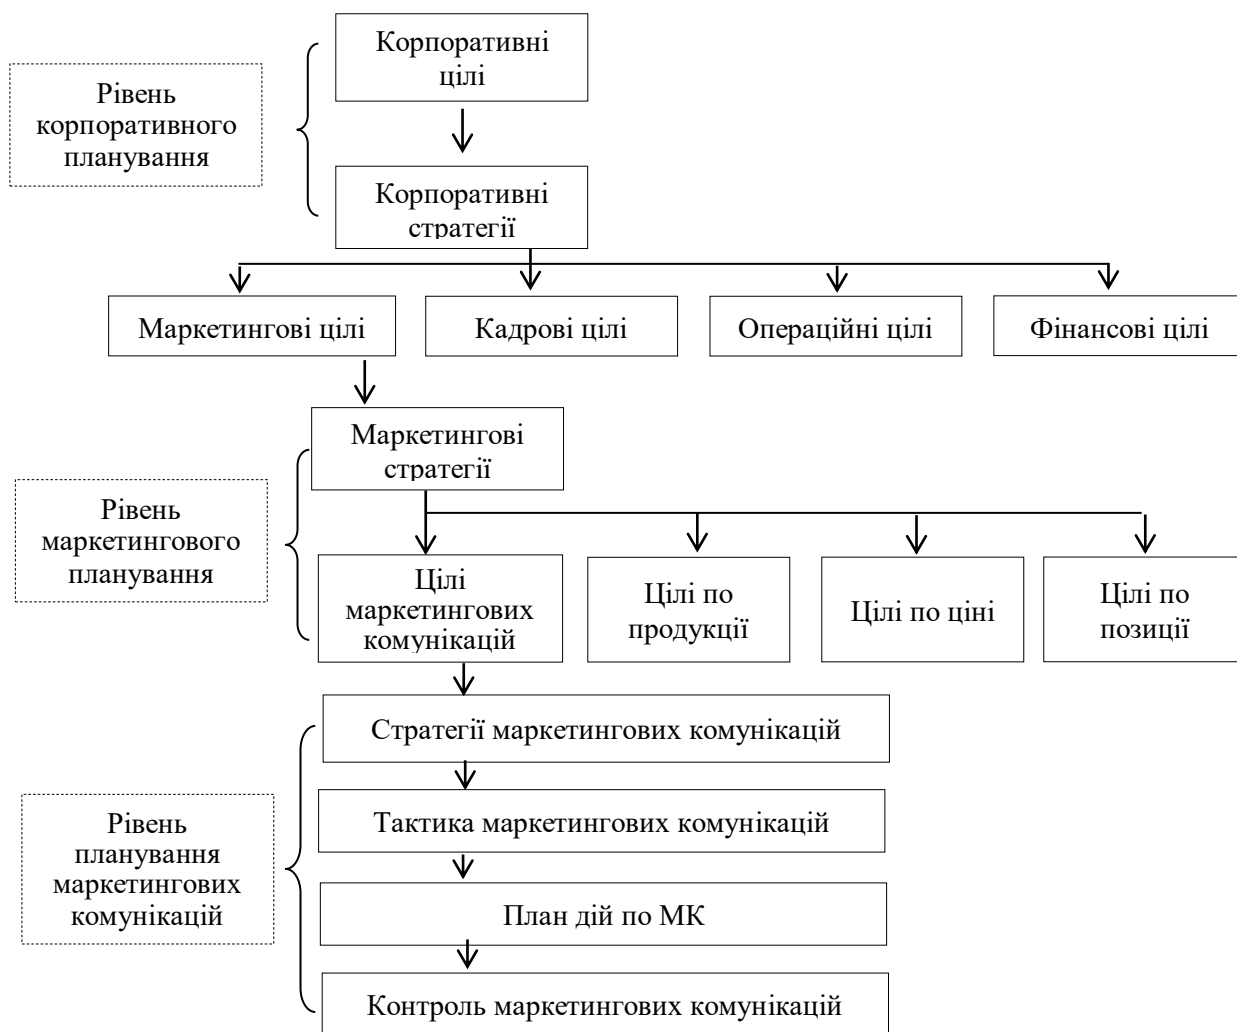 Корпоративні
цілі
Рівень
корпоративного
планування
Корпоративні
стратегії
Маркетингові цілі
Кадрові цілі
Операційні цілі
Фінансові цілі
Маркетингові
стратегії
Рівень
маркетингового
планування
Цілі
маркетингових
комунікацій
Цілі по
продукції
Цілі по ціні
Цілі по
позиції
Стратегії маркетингових комунікацій
Рівень
планування
маркетингових
комунікацій
Тактика маркетингових комунікацій
План дій по МК
Контроль маркетингових комунікацій